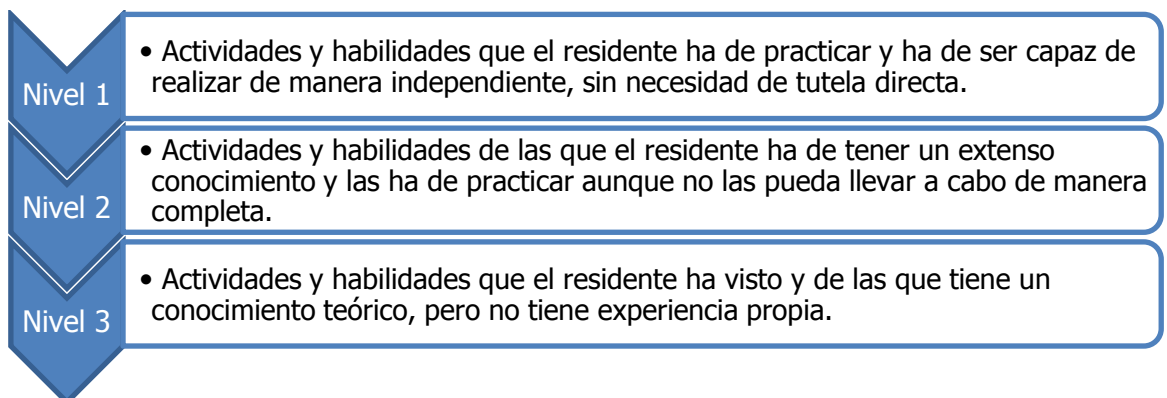 Nivel 1
• Actividades y habilidades que el residente ha de practicar y ha de ser capaz de
realizar de manera independiente, sin necesidad de tutela directa.
Nivel 2
• Actividades y habilidades de las que el residente ha de tener un extenso
conocimiento y las ha de practicar aunque no las pueda llevar a cabo de manera
completa.
Nivel 3
• Actividades y habilidades que el residente ha visto y de las que tiene un
conocimiento teórico, pero no tiene experiencia propia.